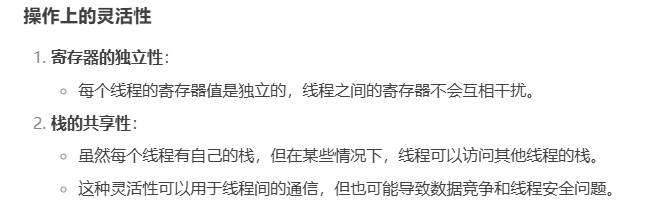 操作上的灵活性
1. 寄存器的独立性：
◦ 每个线程的寄存器值是独立的，线程之间的寄存器不会互相干扰。
2. 栈的共享性：
◦ 虽然每个线程有自己的栈，但在某些情况下，线程可以访问其他线程的栈。
◦ 这种灵活性可以用于线程间的通信，但也可能导致数据竞争和线程安全问题。